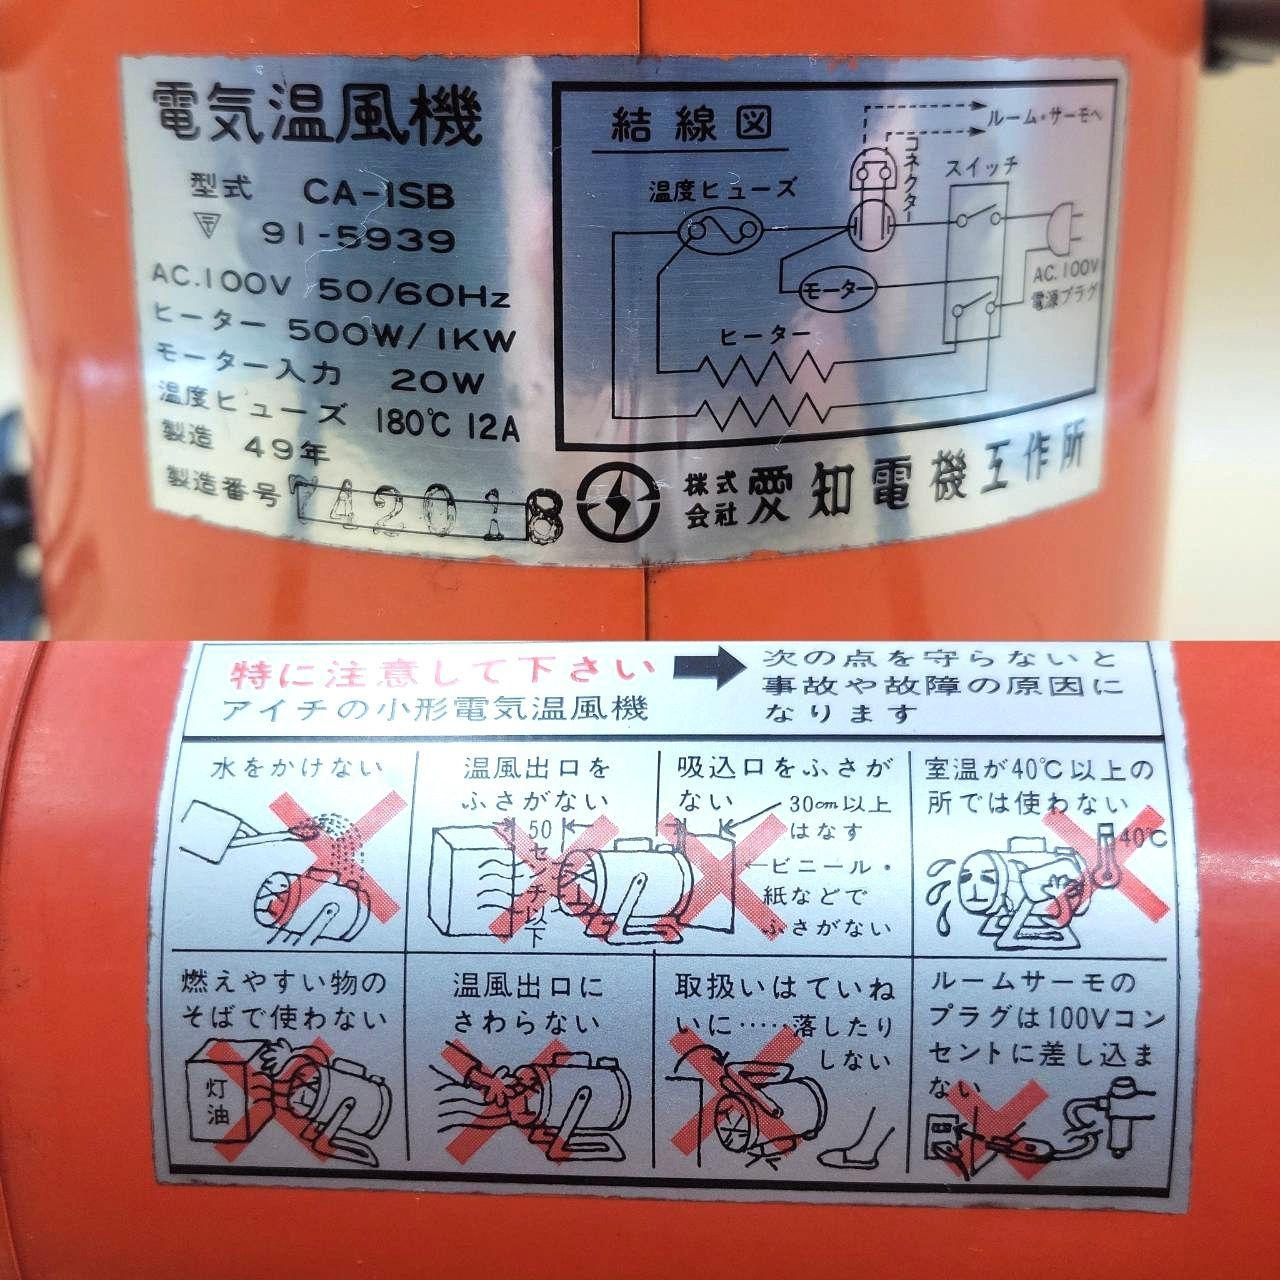 電気温風機
型式 CA-1SB
〒 91-5939
AC.100V 50/60Hz
ヒーター 500W/1KW
モーター入力 20W
温度ヒューズ 180℃ 12A
製造 49年
製造番号 742018
結線図
ルーム・サーモへ
コネクター
スイッチ
温度ヒューズ
モーター
AC.100V
電源プラグ
ヒーター
株式会社 愛知電機工作所
特に注意して下さい
アイチの小形電気温風機
次の点を守らないと
事故や故障の原因に
なります
水をかけない
温風出口を
ふさがない
50センチ以下
吸込口をふさが
ない
30cm以上
はなす
ビニール・
紙などで
ふさがない
室温が40℃以上の
所では使わない
40℃
燃えやすい物の
そばで使わない
灯油
温風出口に
さわらない
取扱いはていね
いに‥‥‥落したり
しない
ルームサーモの
プラグは100Vコン
セントに差し込ま
ない